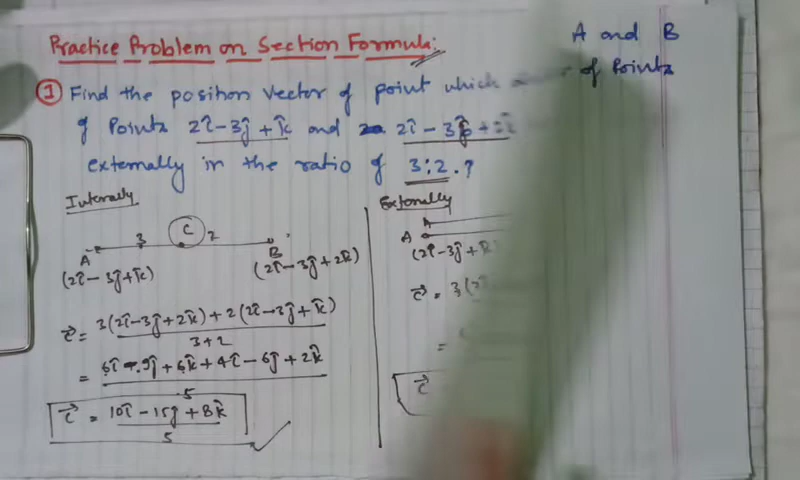 Practice Problem on Section Formula:
A and B
① Find the position vector of point which of Points
of Points 2î-3ĵ+k̂ and 2î-3ĵ+
externally in the ratio of 3:2.?
Internally
3 C 2
A B
(2î-3ĵ+k̂) (2î-3ĵ+2k̂)
c⃗ = 3(2î-3ĵ+2k̂)+2(2î-3ĵ+k̂)
3+2
= 6î-9ĵ+6k̂+4î-6ĵ+2k̂
5
c⃗ = 10î-15ĵ+8k̂
5
Externally
A
A
(2î-3ĵ+k̂)
c⃗ = 3(2î
=
c⃗